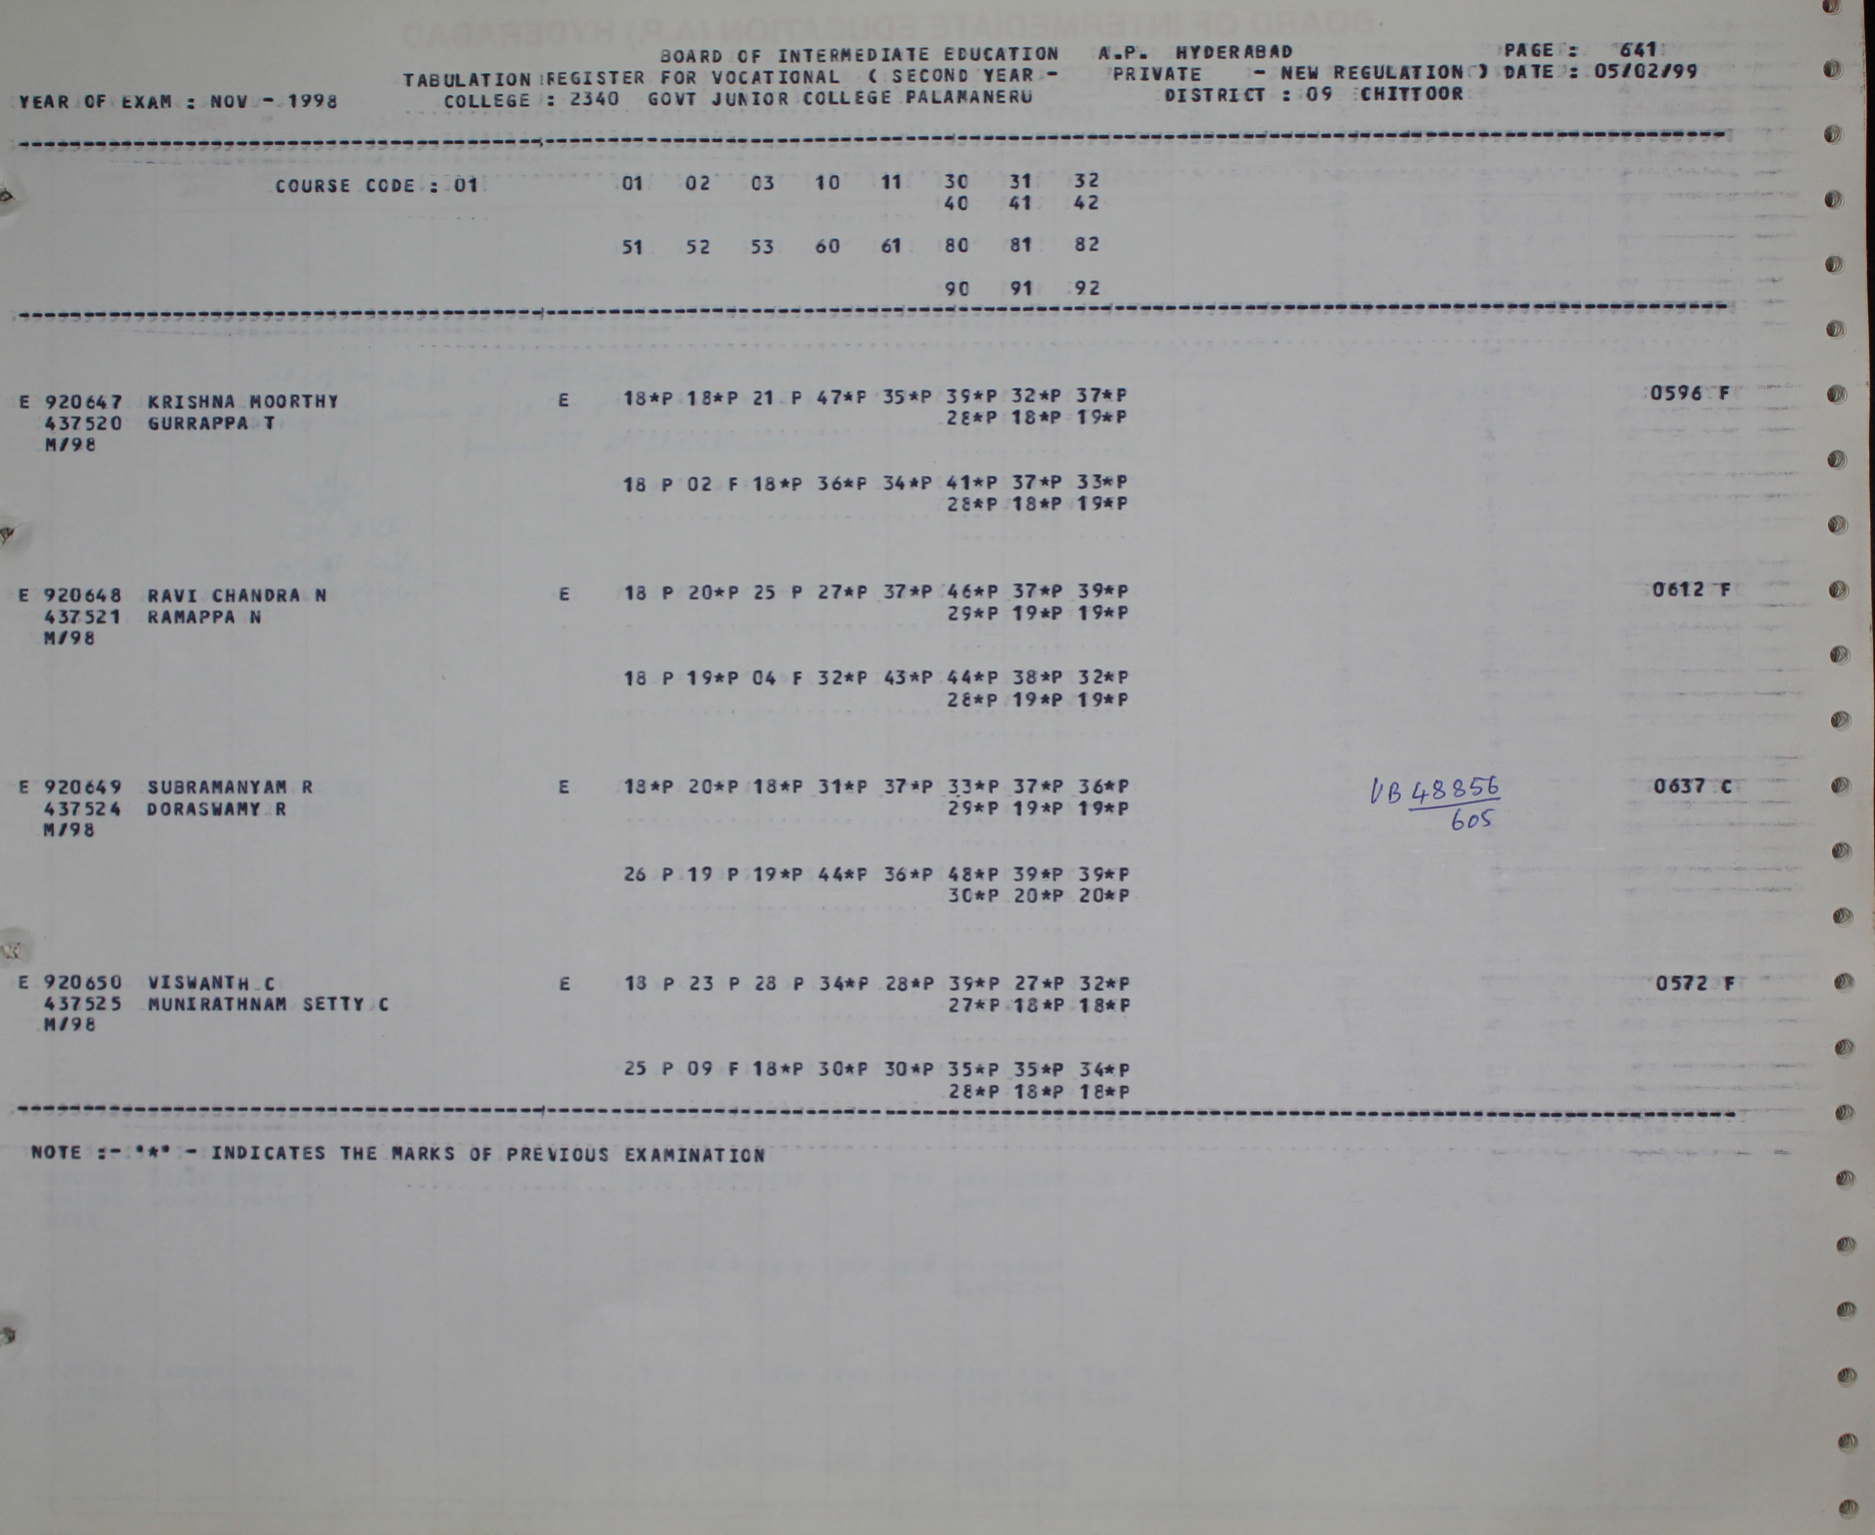 BOARD OF INTERMEDIATE EDUCATION A.P. HYDERABAD PAGE : 641
TABULATION REGISTER FOR VOCATIONAL ( SECOND YEAR - PRIVATE - NEW REGULATION ) DATE : 05/02/99
YEAR OF EXAM : NOV - 1998 COLLEGE : 2340 GOVT JUNIOR COLLEGE PALAMANERU DISTRICT : 09 CHITTOOR
COURSE CODE : 01 01 02 03 10 11 30 31 32
40 41 42
51 52 53 60 61 80 81 82
90 91 92
E 920647 KRISHNA MOORTHY E 18*P 18*P 21 P 47*P 35*P 39*P 32*P 37*P 0596 F
437520 GURRAPPA T 28*P 18*P 19*P
M/98
18 P 02 F 18*P 36*P 34*P 41*P 37*P 33*P
28*P 18*P 19*P
E 920648 RAVI CHANDRA N E 18 P 20*P 25 P 27*P 37*P 46*P 37*P 39*P 0612 F
437521 RAMAPPA N 29*P 19*P 19*P
M/98
18 P 19*P 04 F 32*P 43*P 44*P 38*P 32*P
28*P 19*P 19*P
E 920649 SUBRAMANYAM R E 18*P 20*P 18*P 31*P 37*P 33*P 37*P 36*P VB 48856 0637 C
437524 DORASWAMY R 29*P 19*P 19*P 605
M/98
26 P 19 P 19*P 44*P 36*P 48*P 39*P 39*P
30*P 20*P 20*P
E 920650 VISWANTH C E 18 P 23 P 28 P 34*P 28*P 39*P 27*P 32*P 0572 F
437525 MUNIRATHNAM SETTY C 27*P 18*P 18*P
M/98
25 P 09 F 18*P 30*P 30*P 35*P 35*P 34*P
28*P 18*P 18*P
NOTE :- '*' - INDICATES THE MARKS OF PREVIOUS EXAMINATION